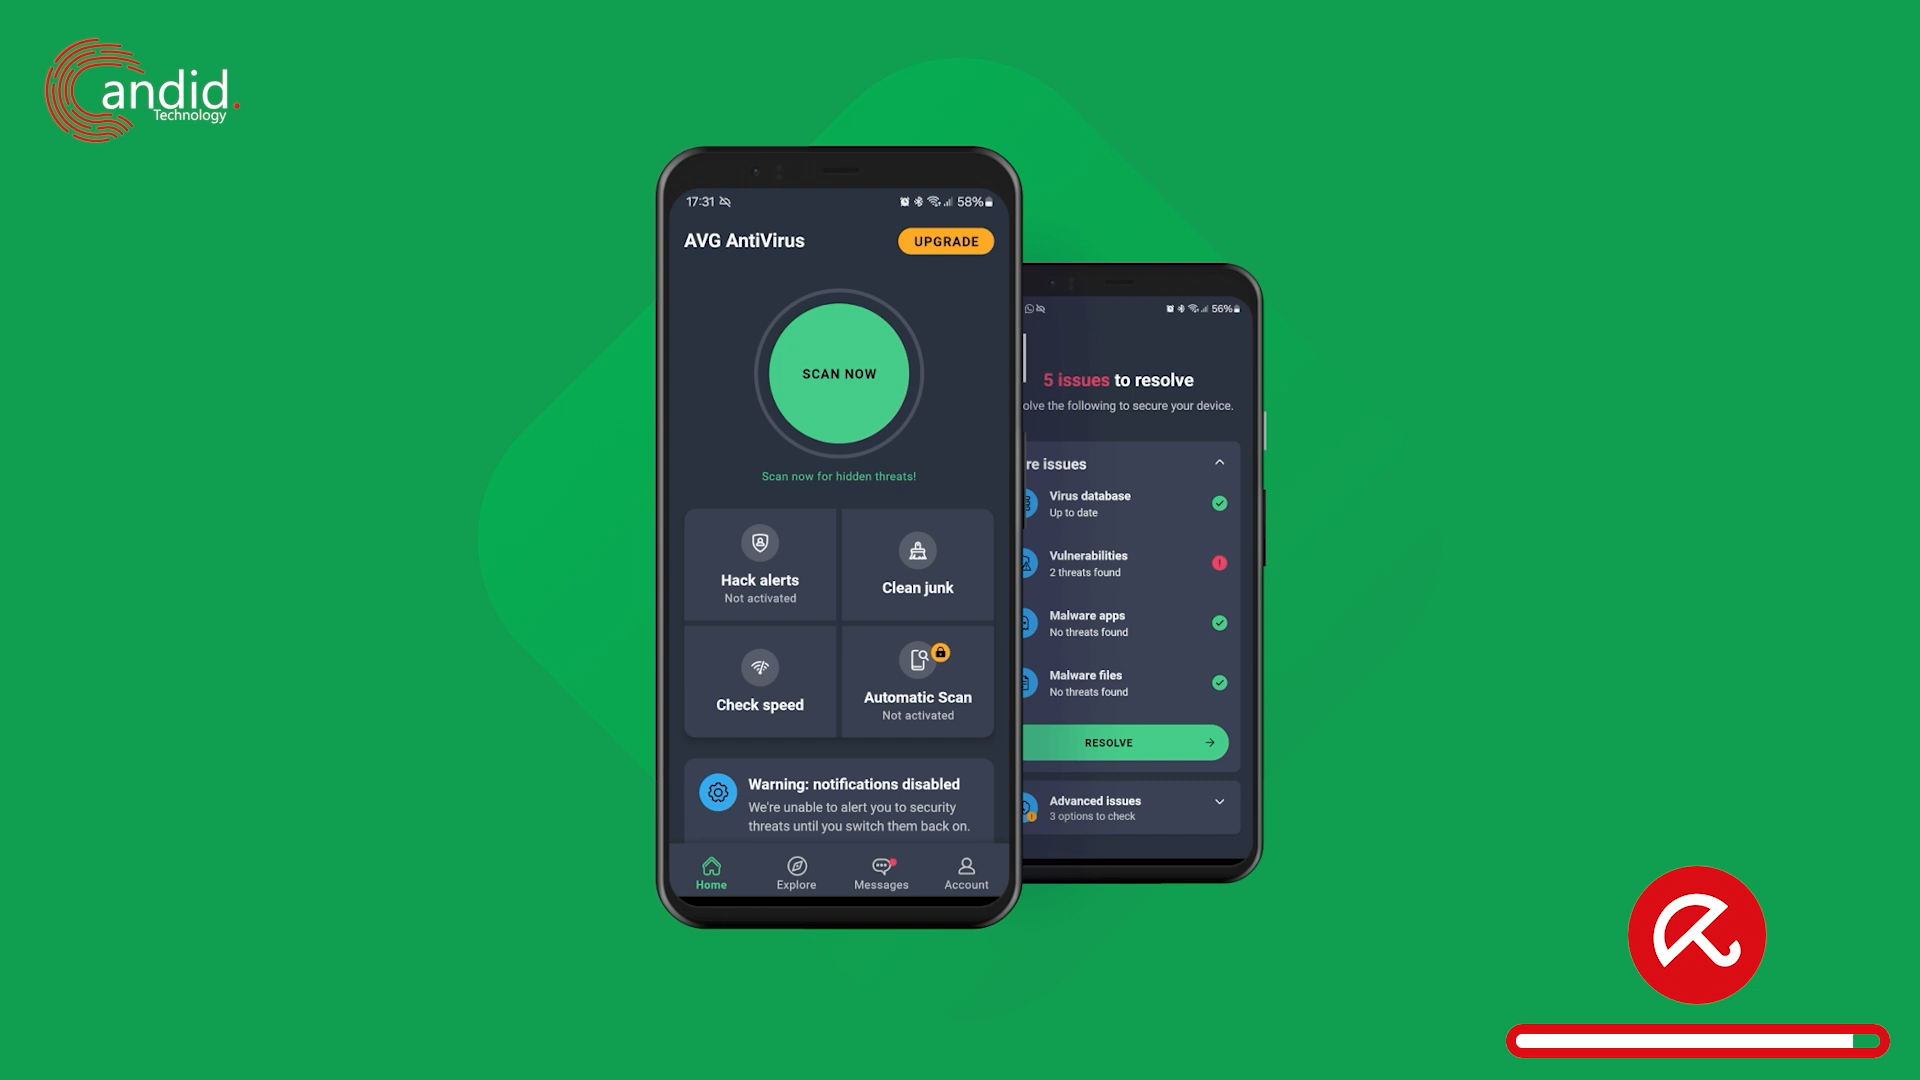 Candid.
Technology
17:31
58%
AVG AntiVirus
UPGRADE
SCAN NOW
Scan now for hidden threats!
Hack alerts
Not activated
Clean junk
Check speed
Automatic Scan
Not activated
Warning: notifications disabled
We're unable to alert you to security
threats until you switch them back on.
Home
Explore
Messages
Account
56%
5 issues to resolve
olve the following to secure your device.
re issues
Virus database
Up to date
Vulnerabilities
2 threats found
Malware apps
No threats found
Malware files
No threats found
RESOLVE
Advanced issues
3 options to check